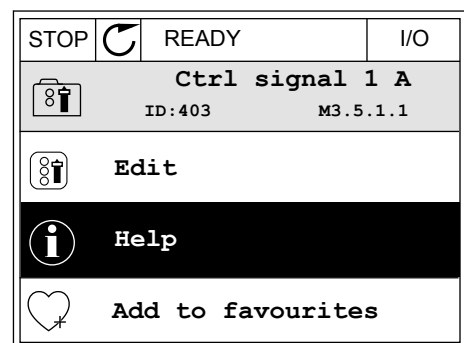 STOP READY I/O
Ctrl signal 1 A
ID:403 M3.5.1.1
Edit
Help
Add to favourites